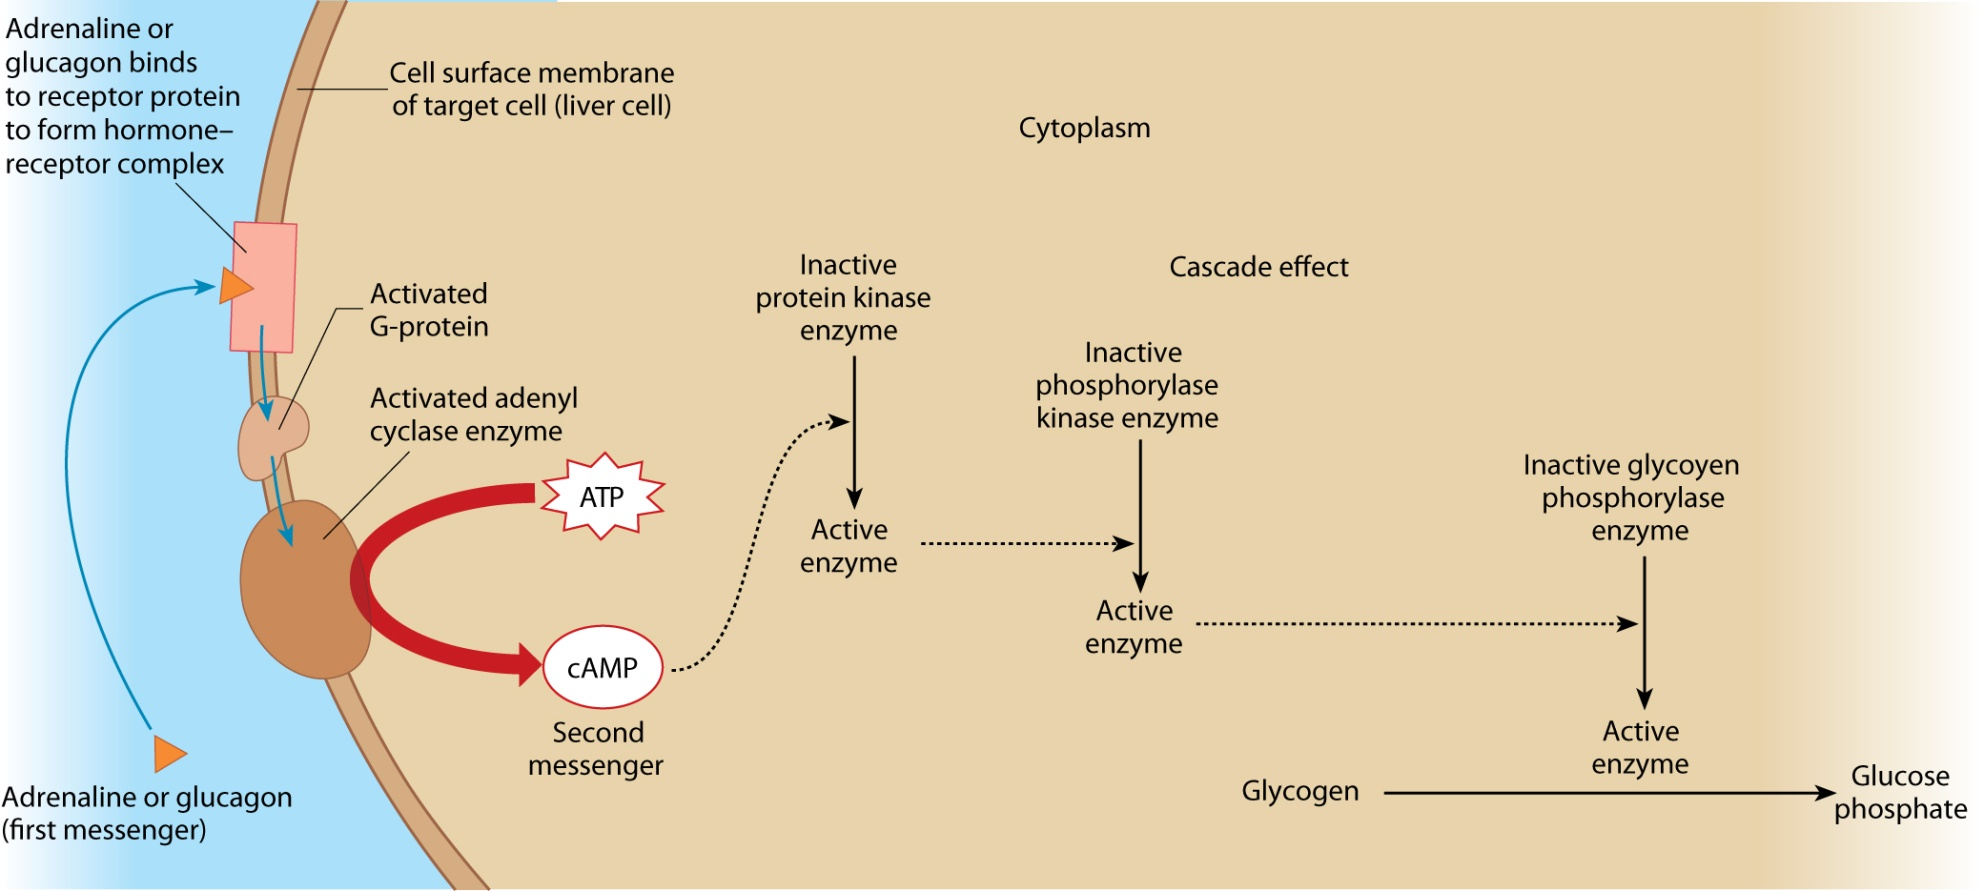 Adrenaline or
glucagon binds
to receptor protein
to form hormone–
receptor complex
Cell surface membrane
of target cell (liver cell)
Cytoplasm
Activated
G-protein
Inactive
protein kinase
enzyme
Cascade effect
Inactive
phosphorylase
kinase enzyme
Activated adenyl
cyclase enzyme
ATP
Inactive glycoyen
phosphorylase
enzyme
Active
enzyme
Active
enzyme
cAMP
Second
messenger
Active
enzyme
Glycogen
Glucose
phosphate
Adrenaline or glucagon
(first messenger)